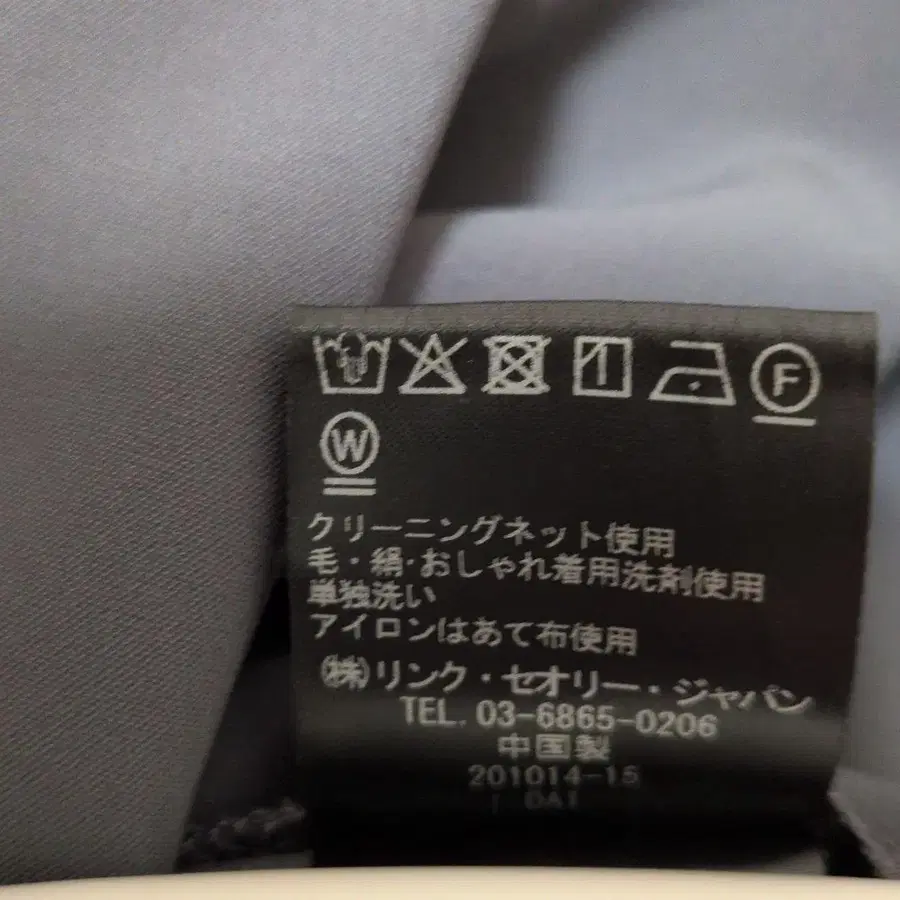 F
W
クリーニングネット使用
毛・絹・おしゃれ着用洗剤使用
単独洗い
アイロンはあて布使用
㈱リンク・セオリー・ジャパン
TEL. 03-6865-0206
中国製
201014-15